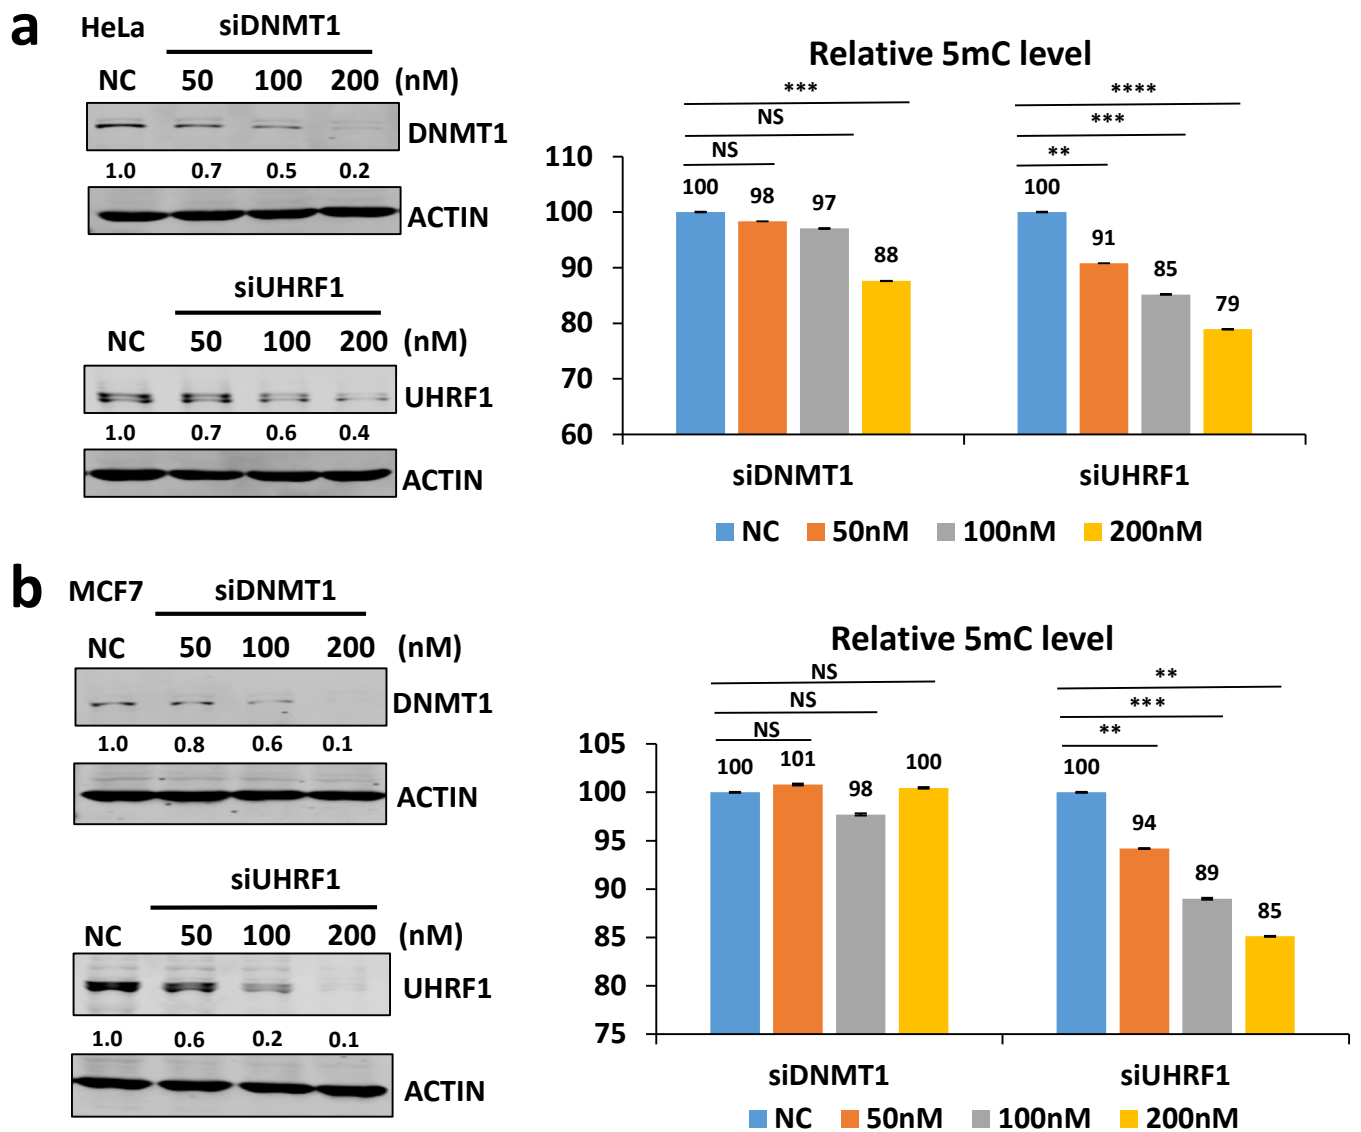 a
HeLa siDNMT1
NC 50 100 200 (nM)
DNMT1
1.0 0.7 0.5 0.2
ACTIN
siUHRF1
NC 50 100 200 (nM)
UHRF1
1.0 0.7 0.6 0.4
ACTIN
Relative 5mC level
*** ****
NS ***
NS **
110
100
90
80
70
60
100 98 97 88 100 91 85 79
siDNMT1 siUHRF1
NC 50nM 100nM 200nM
b
MCF7 siDNMT1
NC 50 100 200 (nM)
DNMT1
1.0 0.8 0.6 0.1
ACTIN
siUHRF1
NC 50 100 200 (nM)
UHRF1
1.0 0.6 0.2 0.1
ACTIN
Relative 5mC level
NS **
NS ***
NS **
105
100
95
90
85
80
75
100 101 98 100 100 94 89 85
siDNMT1 siUHRF1
NC 50nM 100nM 200nM